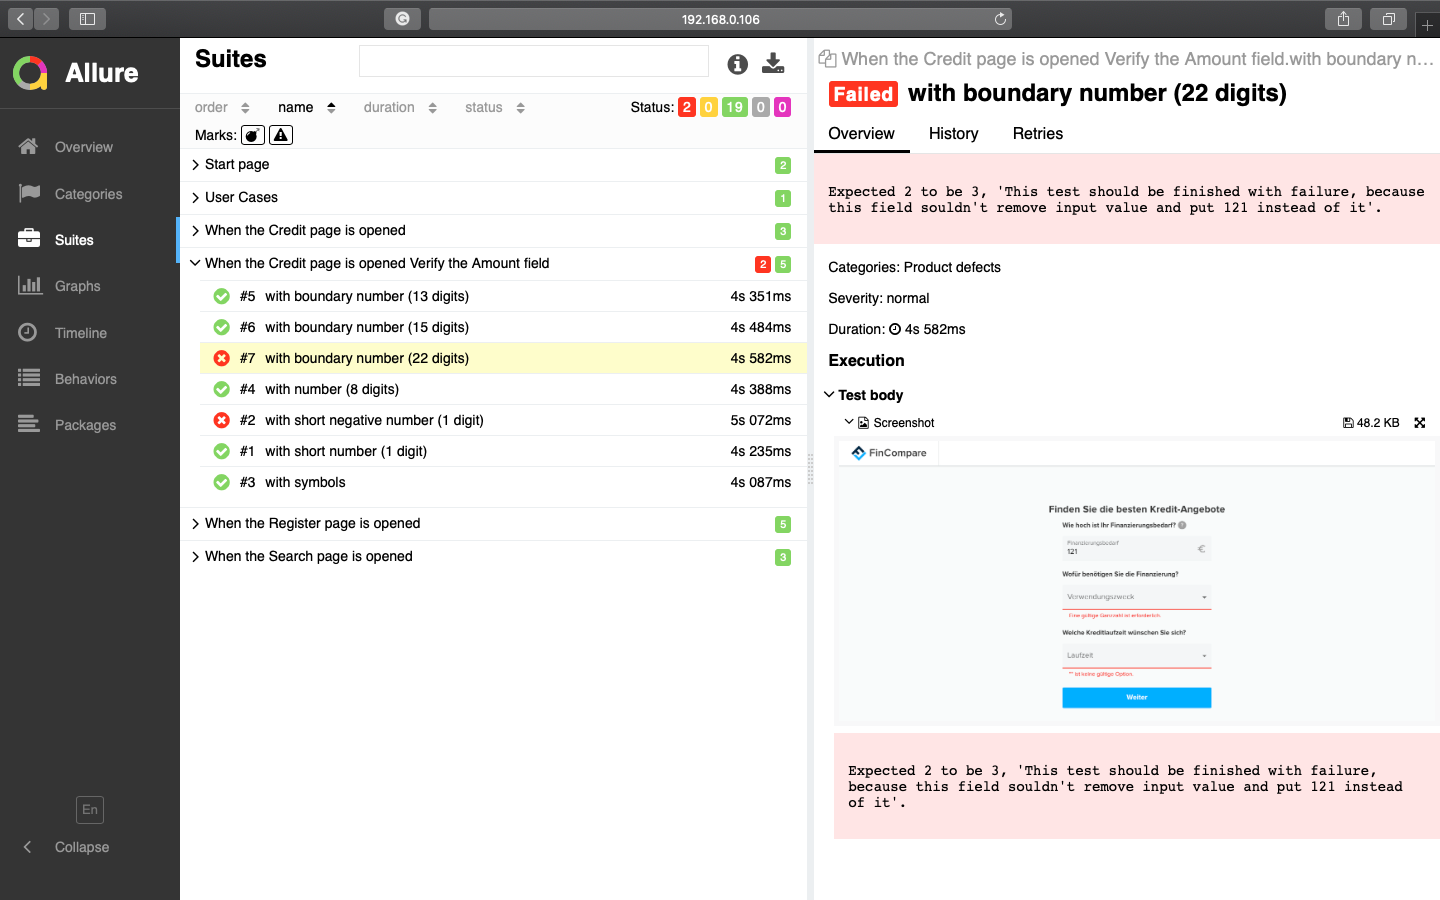 192.168.0.106
Allure
Overview
Categories
Suites
Graphs
Timeline
Behaviors
Packages
En
Collapse
Suites
order name duration status Status: 2 0 19 0 0
Marks:
Start page 2
User Cases 1
When the Credit page is opened 3
When the Credit page is opened Verify the Amount field 2 5
#5 with boundary number (13 digits) 4s 351ms
#6 with boundary number (15 digits) 4s 484ms
#7 with boundary number (22 digits) 4s 582ms
#4 with number (8 digits) 4s 388ms
#2 with short negative number (1 digit) 5s 072ms
#1 with short number (1 digit) 4s 235ms
#3 with symbols 4s 087ms
When the Register page is opened 5
When the Search page is opened 3
When the Credit page is opened Verify the Amount field.with boundary n...
Failed with boundary number (22 digits)
Overview History Retries
Expected 2 to be 3, 'This test should be finished with failure, because
this field souldn't remove input value and put 121 instead of it'.
Categories: Product defects
Severity: normal
Duration: 4s 582ms
Execution
Test body
Screenshot 48.2 KB
FinCompare
Finden Sie die besten Kredit-Angebote
Wie hoch ist Ihr Finanzierungsbedarf? ?
Finanzierungsbedarf
121 €
Wofür benötigen Sie die Finanzierung?
Verwendungszweck
Eine gültige Ganzzahl ist erforderlich.
Welche Kreditlaufzeit wünschen Sie sich?
Laufzeit
"" ist keine gültige Option.
Weiter
Expected 2 to be 3, 'This test should be finished with failure,
because this field souldn't remove input value and put 121 instead
of it'.